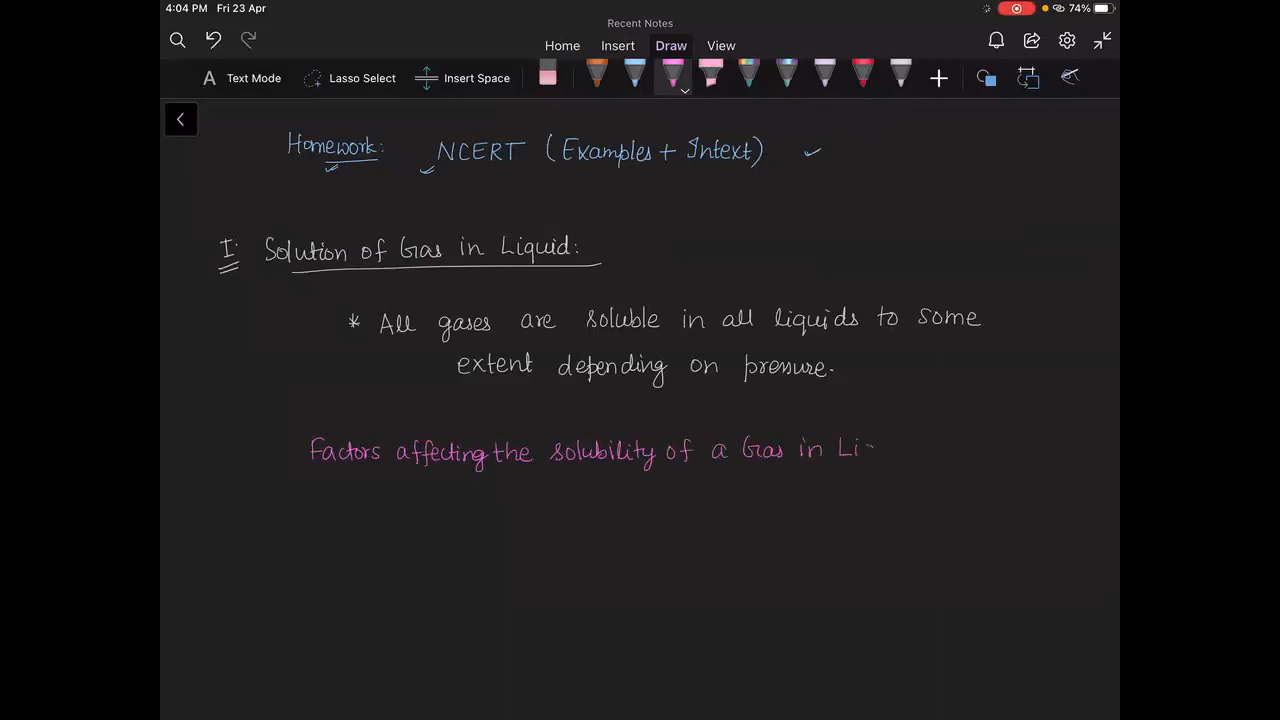 4:04 PM Fri 23 Apr
74%
Recent Notes
Home Insert Draw View
A Text Mode Lasso Select Insert Space
Homework: NCERT (Examples + Intext)
I: Solution of Gas in Liquid:
* All gases are soluble in all liquids to some
extent depending on pressure.
Factors affecting the solubility of a Gas in Li